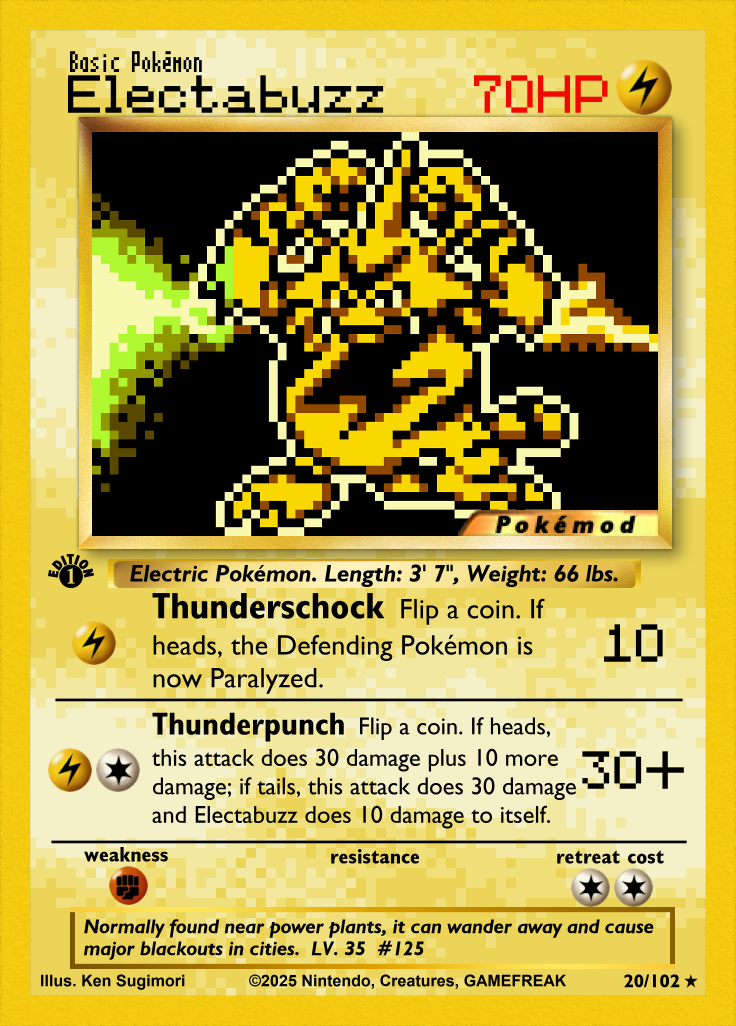 Basic Pokémon
Electabuzz 70HP
Pokémod
EDITION 1
Electric Pokémon. Length: 3' 7", Weight: 66 lbs.
Thunderschock Flip a coin. If
heads, the Defending Pokémon is
now Paralyzed.
10
Thunderpunch Flip a coin. If heads,
this attack does 30 damage plus 10 more
damage; if tails, this attack does 30 damage
and Electabuzz does 10 damage to itself.
30+
weakness resistance retreat cost
Normally found near power plants, it can wander away and cause
major blackouts in cities. LV. 35 #125
Illus. Ken Sugimori ©2025 Nintendo, Creatures, GAMEFREAK 20/102 ★